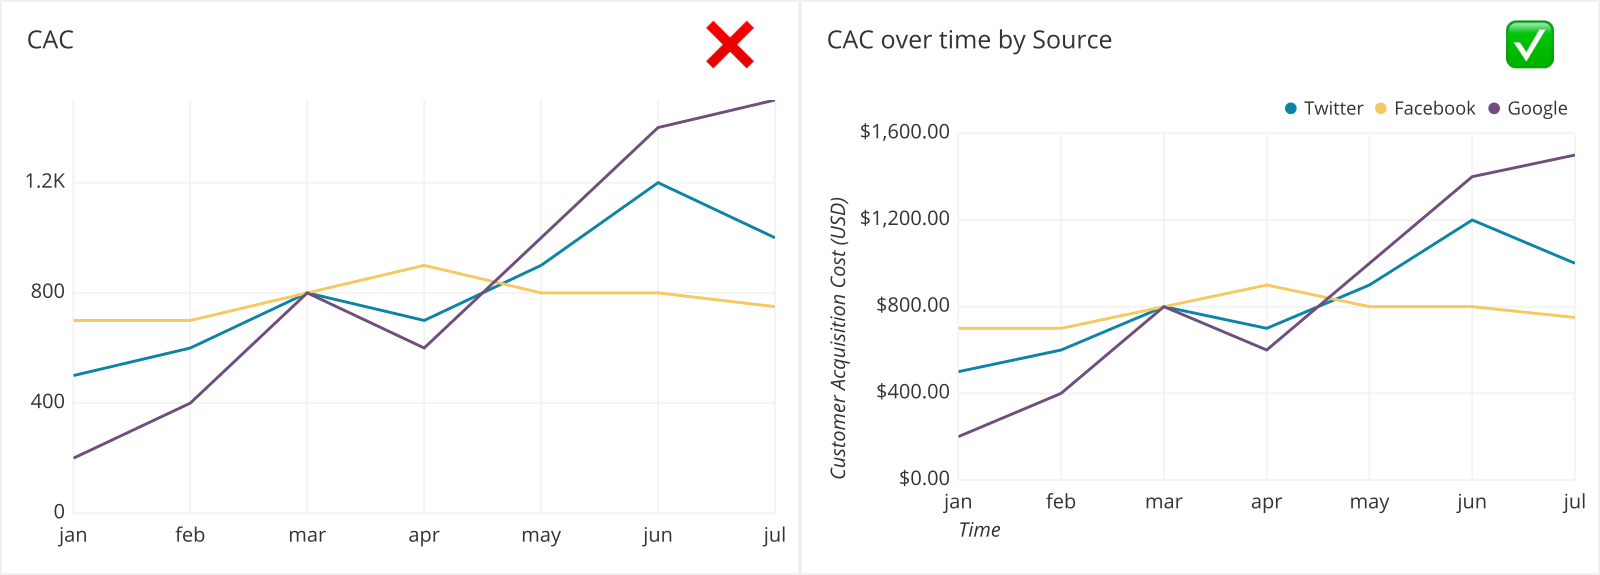 CAC
1.2K
800
400
0
jan feb mar apr may jun jul
CAC over time by Source
Twitter Facebook Google
$1,600.00
$1,200.00
$800.00
$400.00
$0.00
Customer Acquisition Cost (USD)
jan feb mar apr may jun jul
Time